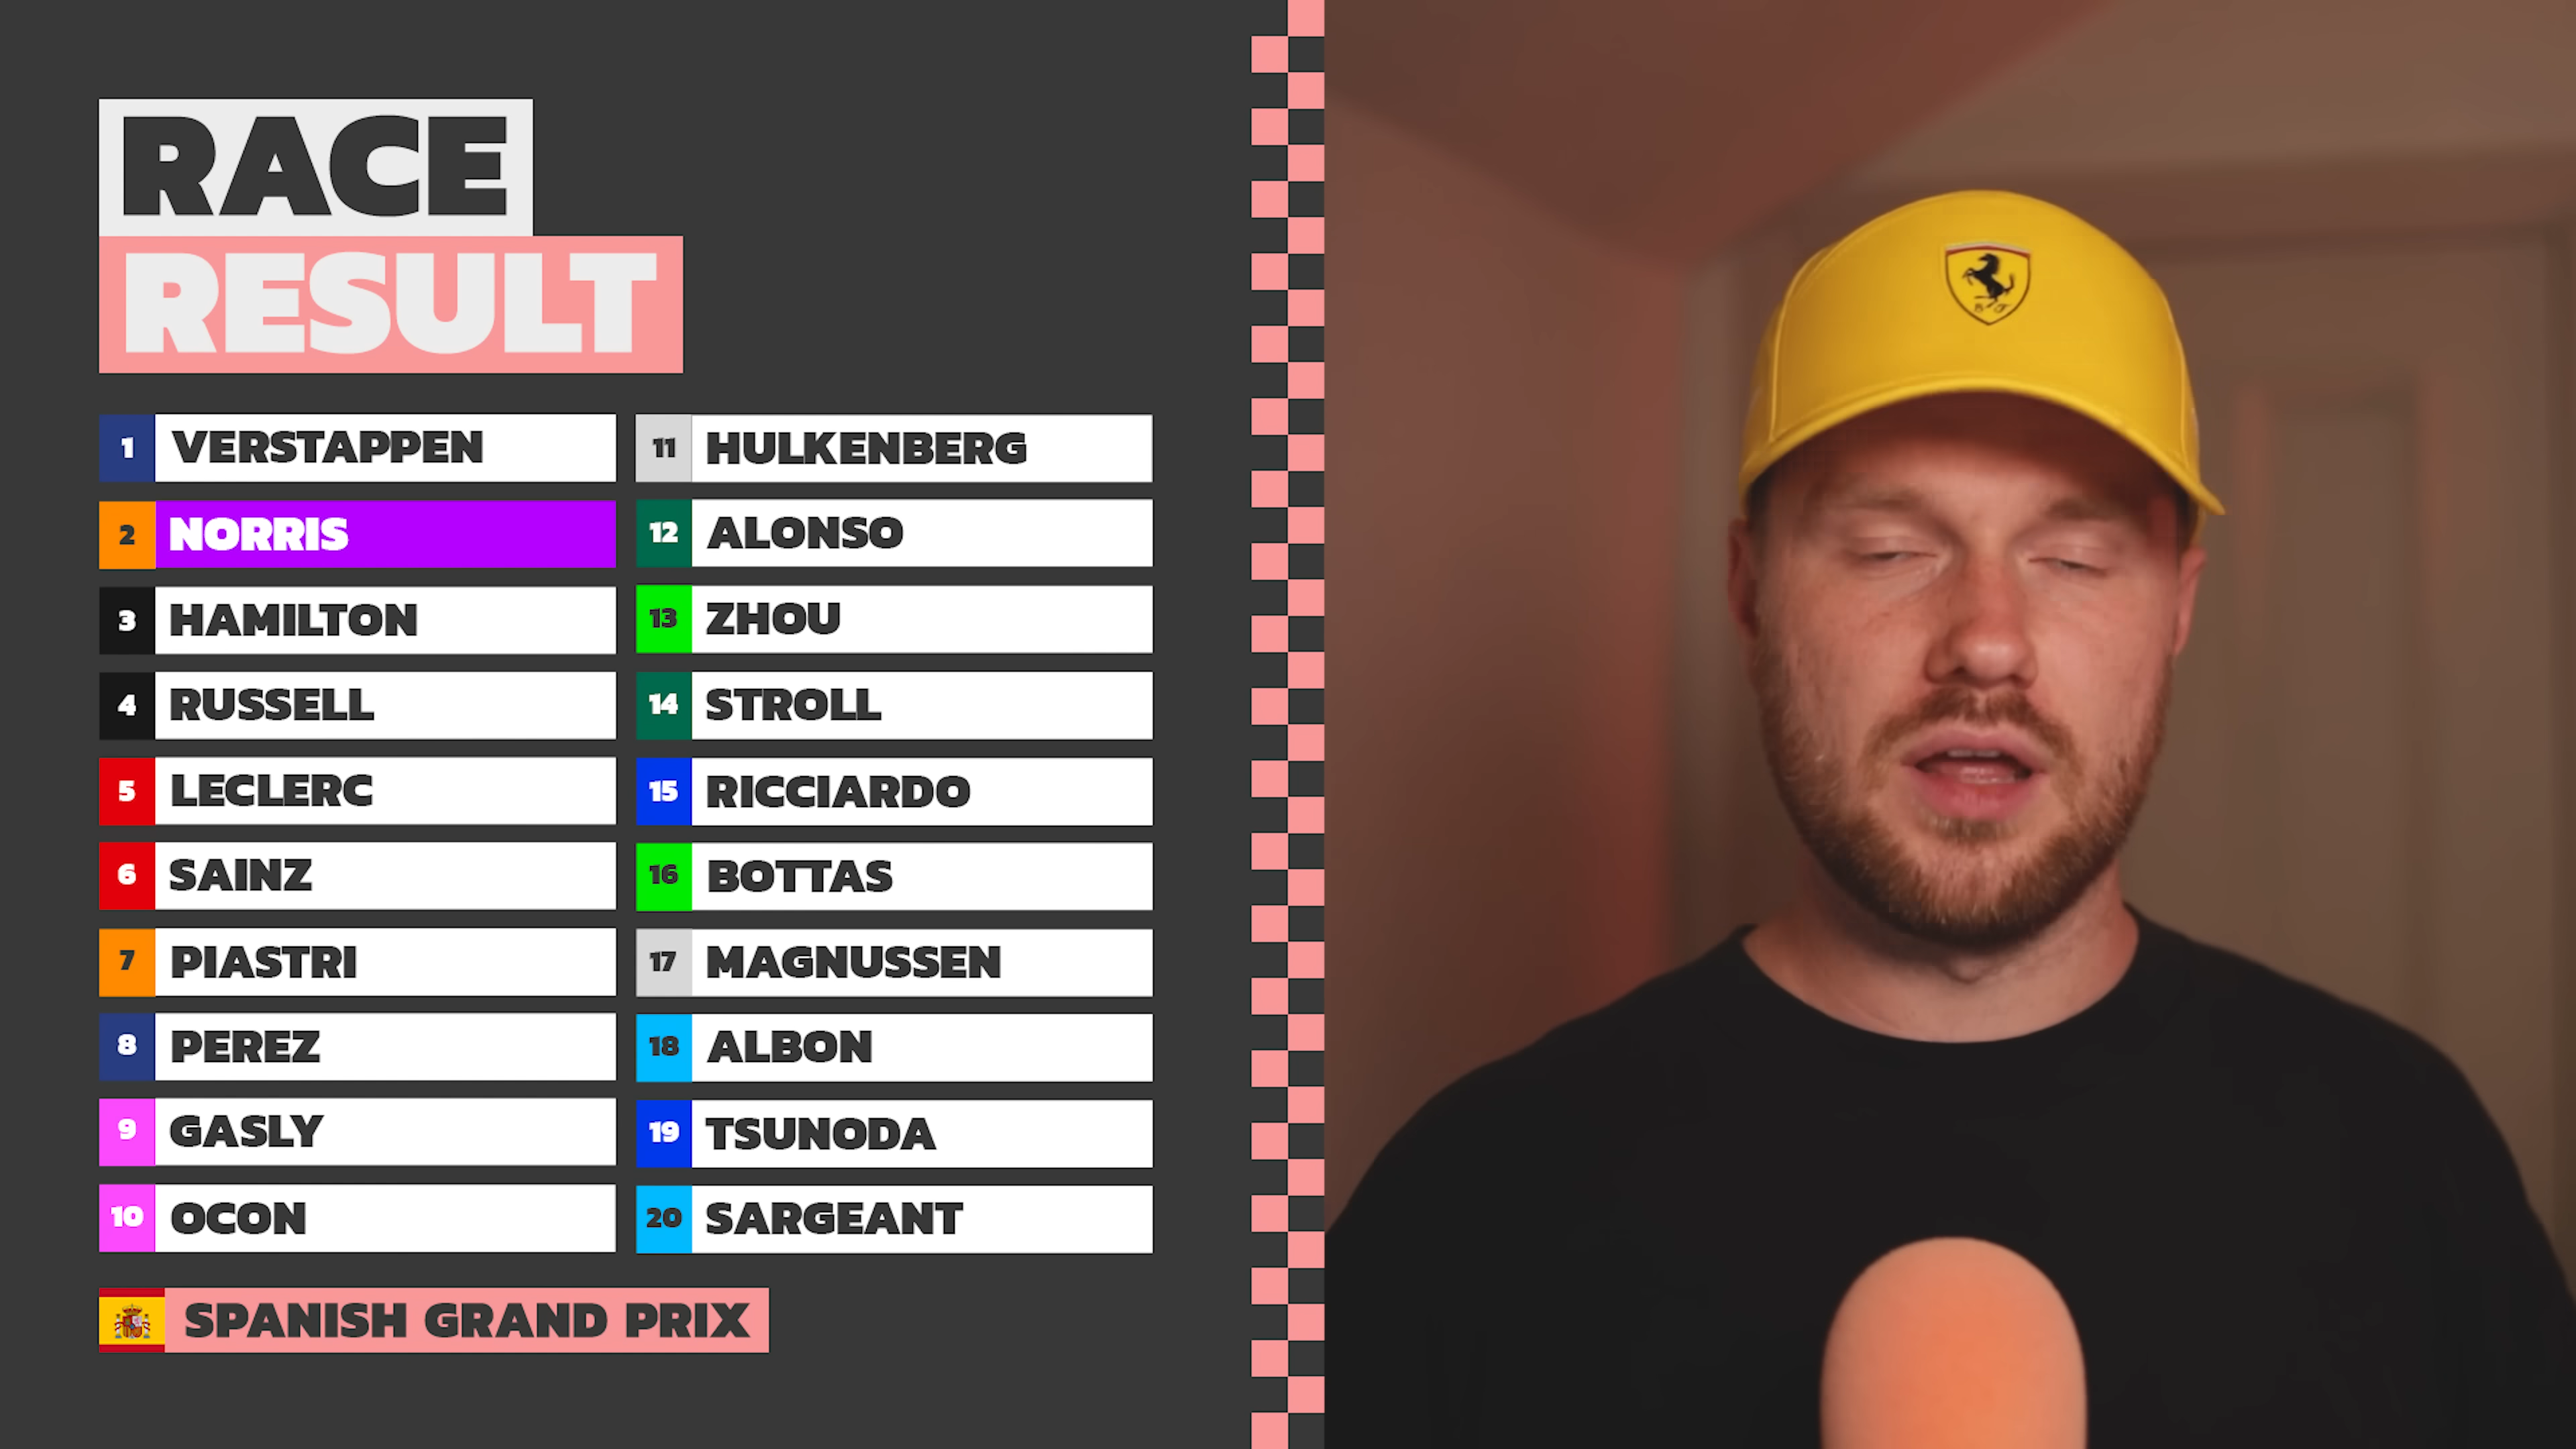 RACE
RESULT
1 VERSTAPPEN
2 NORRIS
3 HAMILTON
4 RUSSELL
5 LECLERC
6 SAINZ
7 PIASTRI
8 PEREZ
9 GASLY
10 OCON
11 HULKENBERG
12 ALONSO
13 ZHOU
14 STROLL
15 RICCIARDO
16 BOTTAS
17 MAGNUSSEN
18 ALBON
19 TSUNODA
20 SARGEANT
SPANISH GRAND PRIX